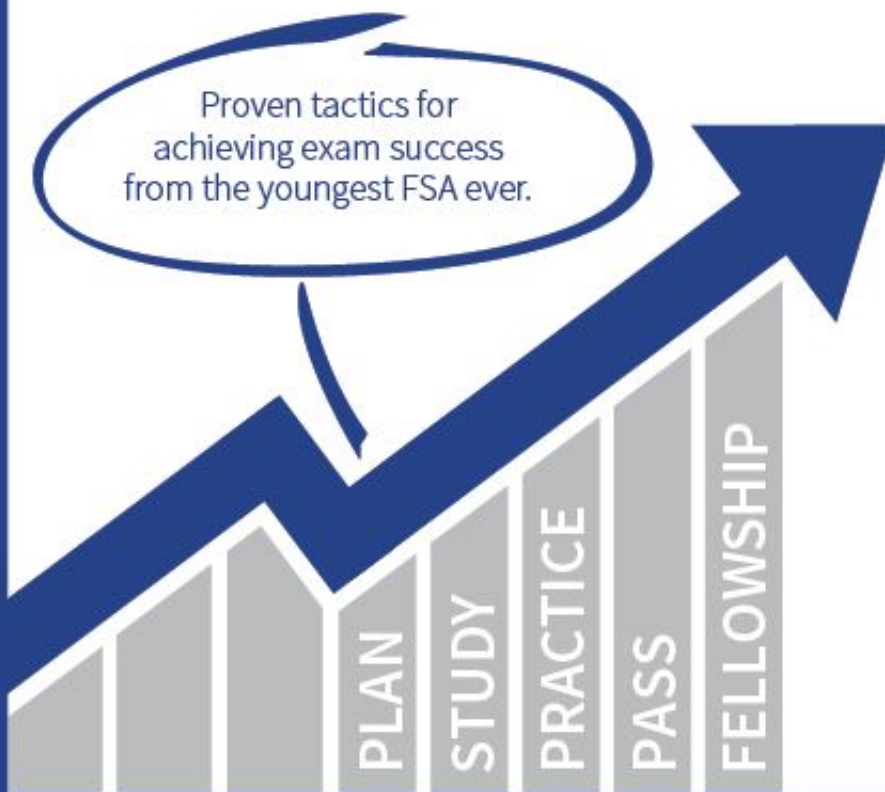 Proven tactics for
achieving exam success
from the youngest FSA ever.
PLAN
STUDY
PRACTICE
PASS
FELLOWSHIP